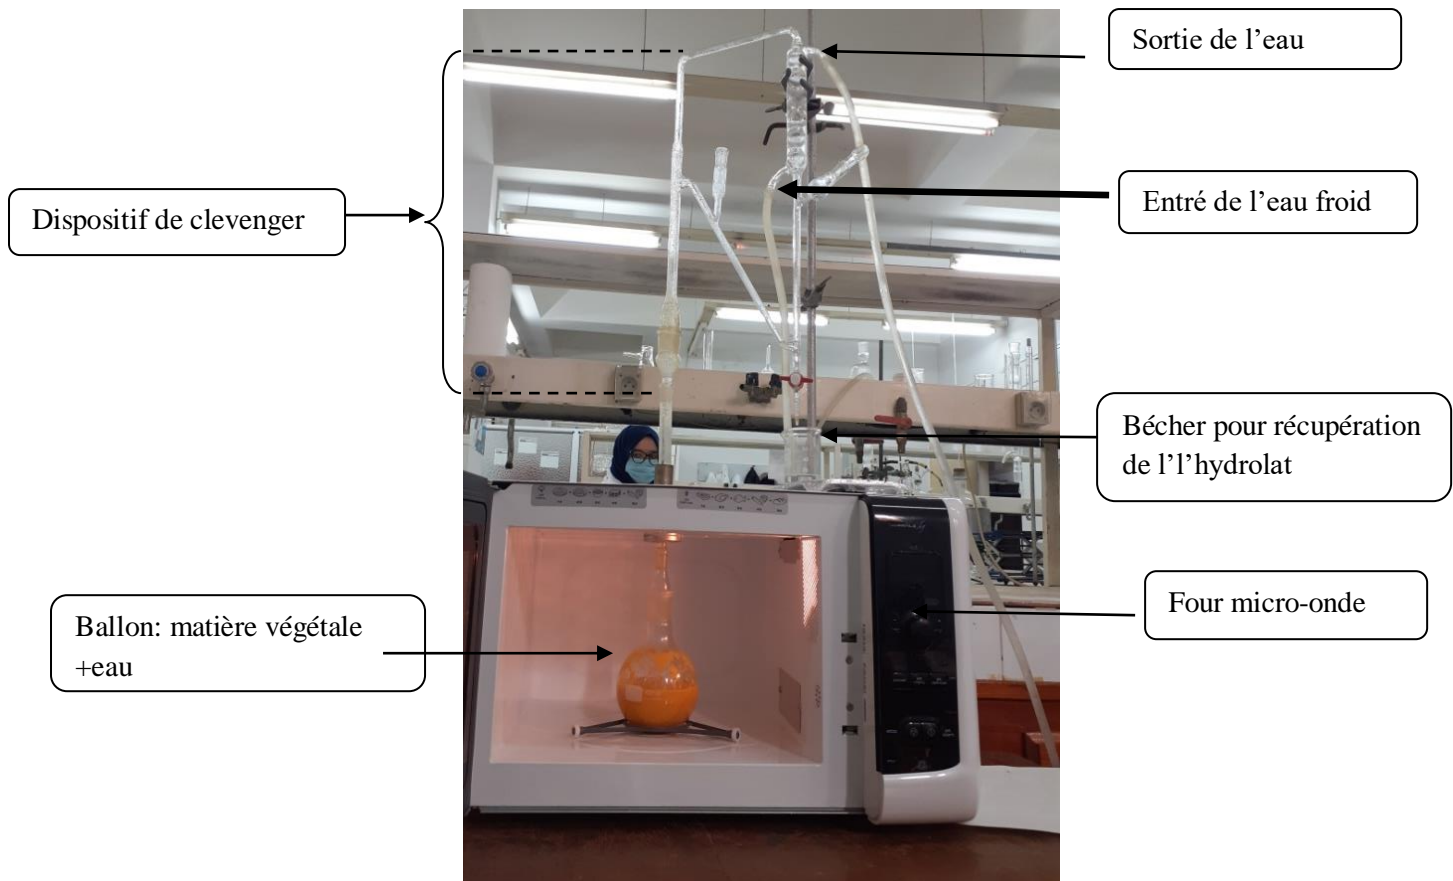 Sortie de l’eau
Entré de l’eau froid
Dispositif de clevenger
Bécher pour récupération
de l’l’hydrolat
Four micro-onde
Ballon: matière végétale
+eau